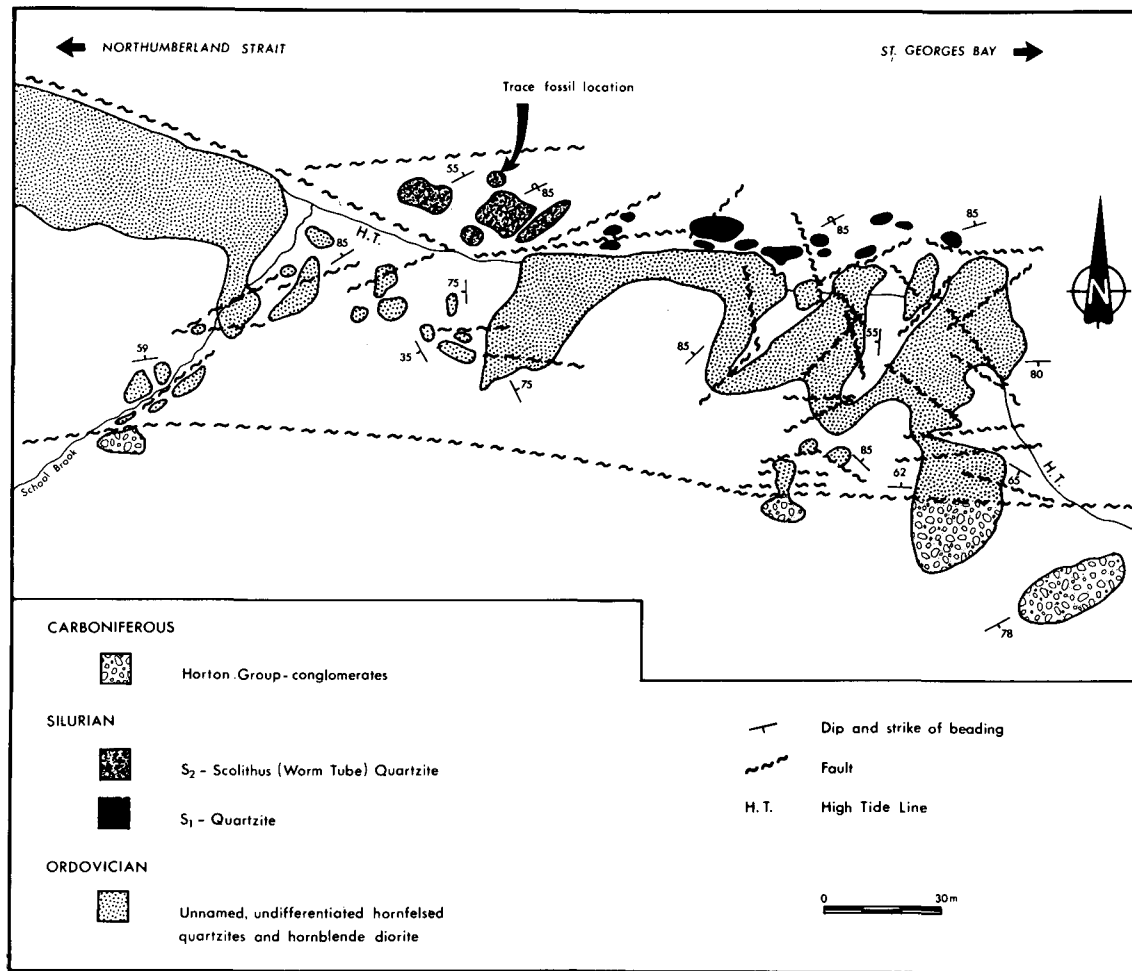 NORTHUMBERLAND STRAIT
ST. GEORGES BAY
Trace fossil location
55
85
H.T.
85
85
85
75
35
75
59
85
55
80
School Brook
85
62
65
H.T.
78
CARBONIFEROUS
Horton Group-conglomerates
SILURIAN
S2 - Scolithus (Worm Tube) Quartzite
S1 - Quartzite
ORDOVICIAN
Unnamed, undifferentiated hornfelsed
quartzites and hornblende diorite
Dip and strike of beading
Fault
H.T. High Tide Line
0 30m
N